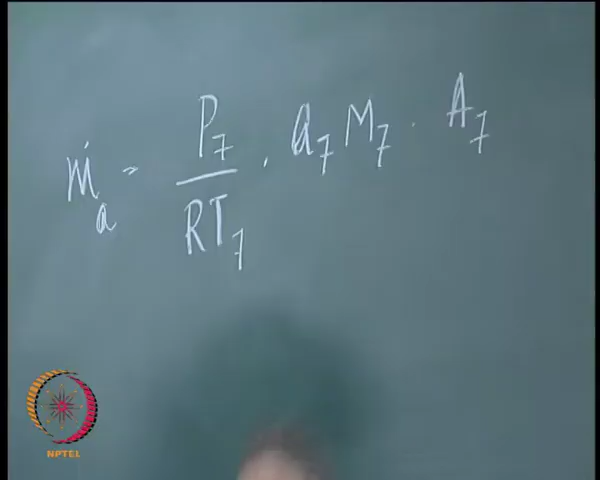 ṁₐ = P₇ / RT₇ . a₇ M₇ . A₇
NPTEL